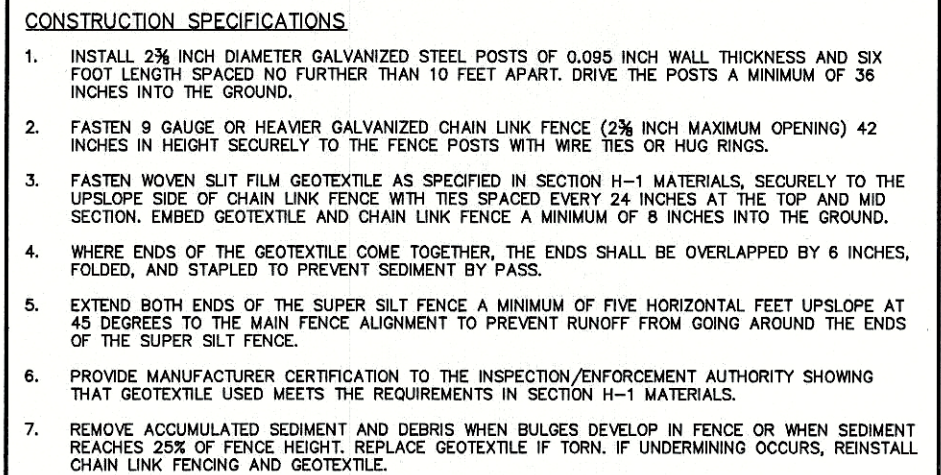 CONSTRUCTION SPECIFICATIONS
1. INSTALL 2⅜ INCH DIAMETER GALVANIZED STEEL POSTS OF 0.095 INCH WALL THICKNESS AND SIX
FOOT LENGTH SPACED NO FURTHER THAN 10 FEET APART. DRIVE THE POSTS A MINIMUM OF 36
INCHES INTO THE GROUND.
2. FASTEN 9 GAUGE OR HEAVIER GALVANIZED CHAIN LINK FENCE (2⅜ INCH MAXIMUM OPENING) 42
INCHES IN HEIGHT SECURELY TO THE FENCE POSTS WITH WIRE TIES OR HUG RINGS.
3. FASTEN WOVEN SLIT FILM GEOTEXTILE AS SPECIFIED IN SECTION H-1 MATERIALS, SECURELY TO THE
UPSLOPE SIDE OF CHAIN LINK FENCE WITH TIES SPACED EVERY 24 INCHES AT THE TOP AND MID
SECTION. EMBED GEOTEXTILE AND CHAIN LINK FENCE A MINIMUM OF 8 INCHES INTO THE GROUND.
4. WHERE ENDS OF THE GEOTEXTILE COME TOGETHER, THE ENDS SHALL BE OVERLAPPED BY 6 INCHES,
FOLDED, AND STAPLED TO PREVENT SEDIMENT BY PASS.
5. EXTEND BOTH ENDS OF THE SUPER SILT FENCE A MINIMUM OF FIVE HORIZONTAL FEET UPSLOPE AT
45 DEGREES TO THE MAIN FENCE ALIGNMENT TO PREVENT RUNOFF FROM GOING AROUND THE ENDS
OF THE SUPER SILT FENCE.
6. PROVIDE MANUFACTURER CERTIFICATION TO THE INSPECTION/ENFORCEMENT AUTHORITY SHOWING
THAT GEOTEXTILE USED MEETS THE REQUIREMENTS IN SECTION H-1 MATERIALS.
7. REMOVE ACCUMULATED SEDIMENT AND DEBRIS WHEN BULGES DEVELOP IN FENCE OR WHEN SEDIMENT
REACHES 25% OF FENCE HEIGHT. REPLACE GEOTEXTILE IF TORN. IF UNDERMINING OCCURS, REINSTALL
CHAIN LINK FENCING AND GEOTEXTILE.